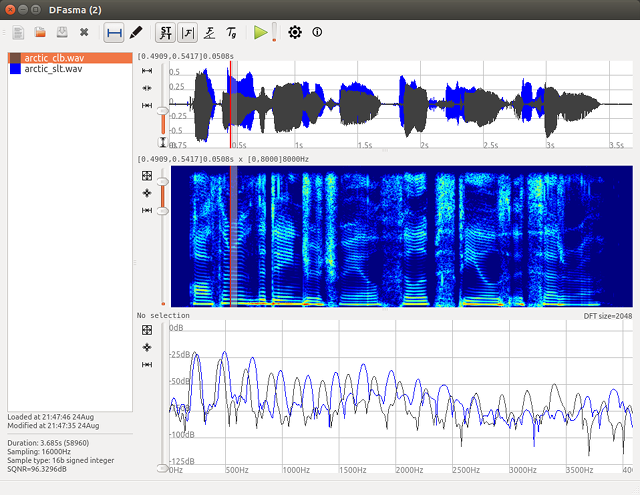 DFasma (2)
STFT |F| F τg
arctic_clb.wav
arctic_slt.wav
[0.4909,0.5417]0.0508s
0.5
0.25
-0.25
-0.5
0.75 0.5s 1s 1.5s 2s 2.5s 3s 3.5s
[0.4909,0.5417]0.0508s x [0,8000]8000Hz
No selection
DFT size=2048
0dB
-25dB
-50dB
-75dB
-100dB
-125dB
500Hz 1000Hz 1500Hz 2000Hz 2500Hz 3000Hz 3500Hz 40
Loaded at 21:47:46 24Aug
Modified at 21:47:35 24Aug
Duration: 3.685s (58960)
Sampling: 16000Hz
Sample type: 16b signed integer
SQNR=96.3296dB